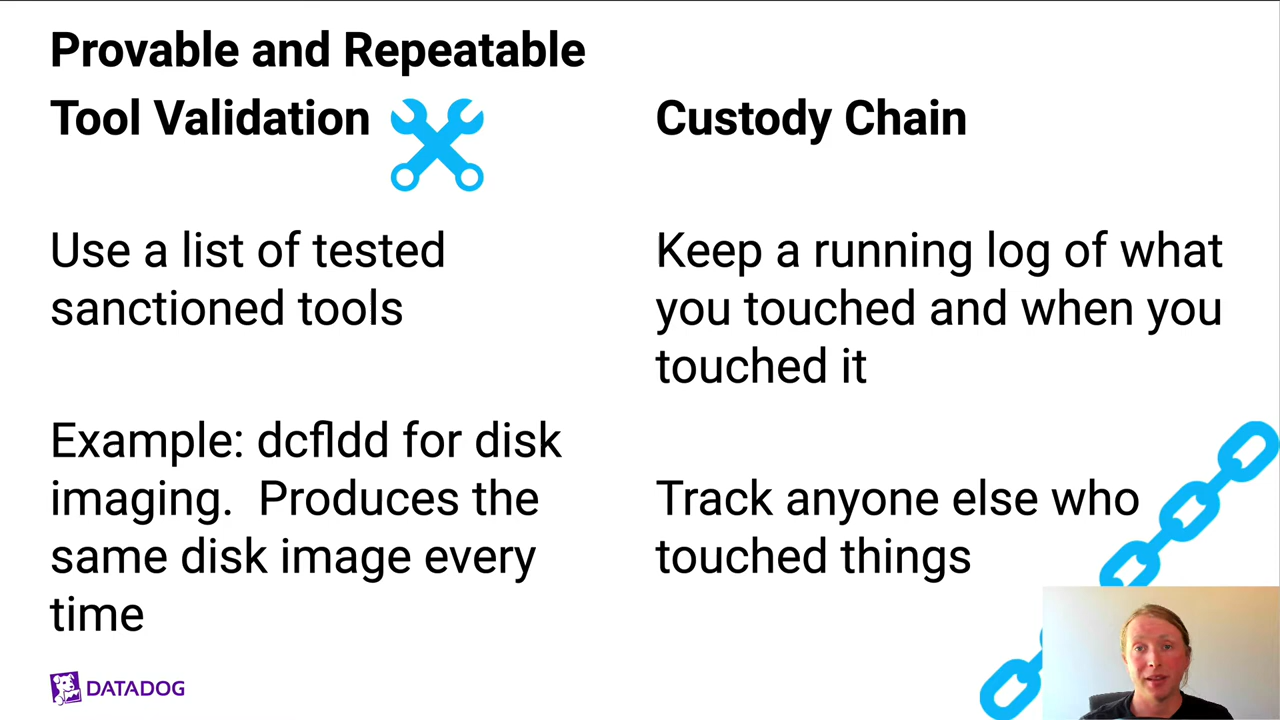 Provable and Repeatable
Tool Validation
Use a list of tested
sanctioned tools
Example: dcfldd for disk
imaging.  Produces the
same disk image every
time
Custody Chain
Keep a running log of what
you touched and when you
touched it
Track anyone else who
touched things
DATADOG